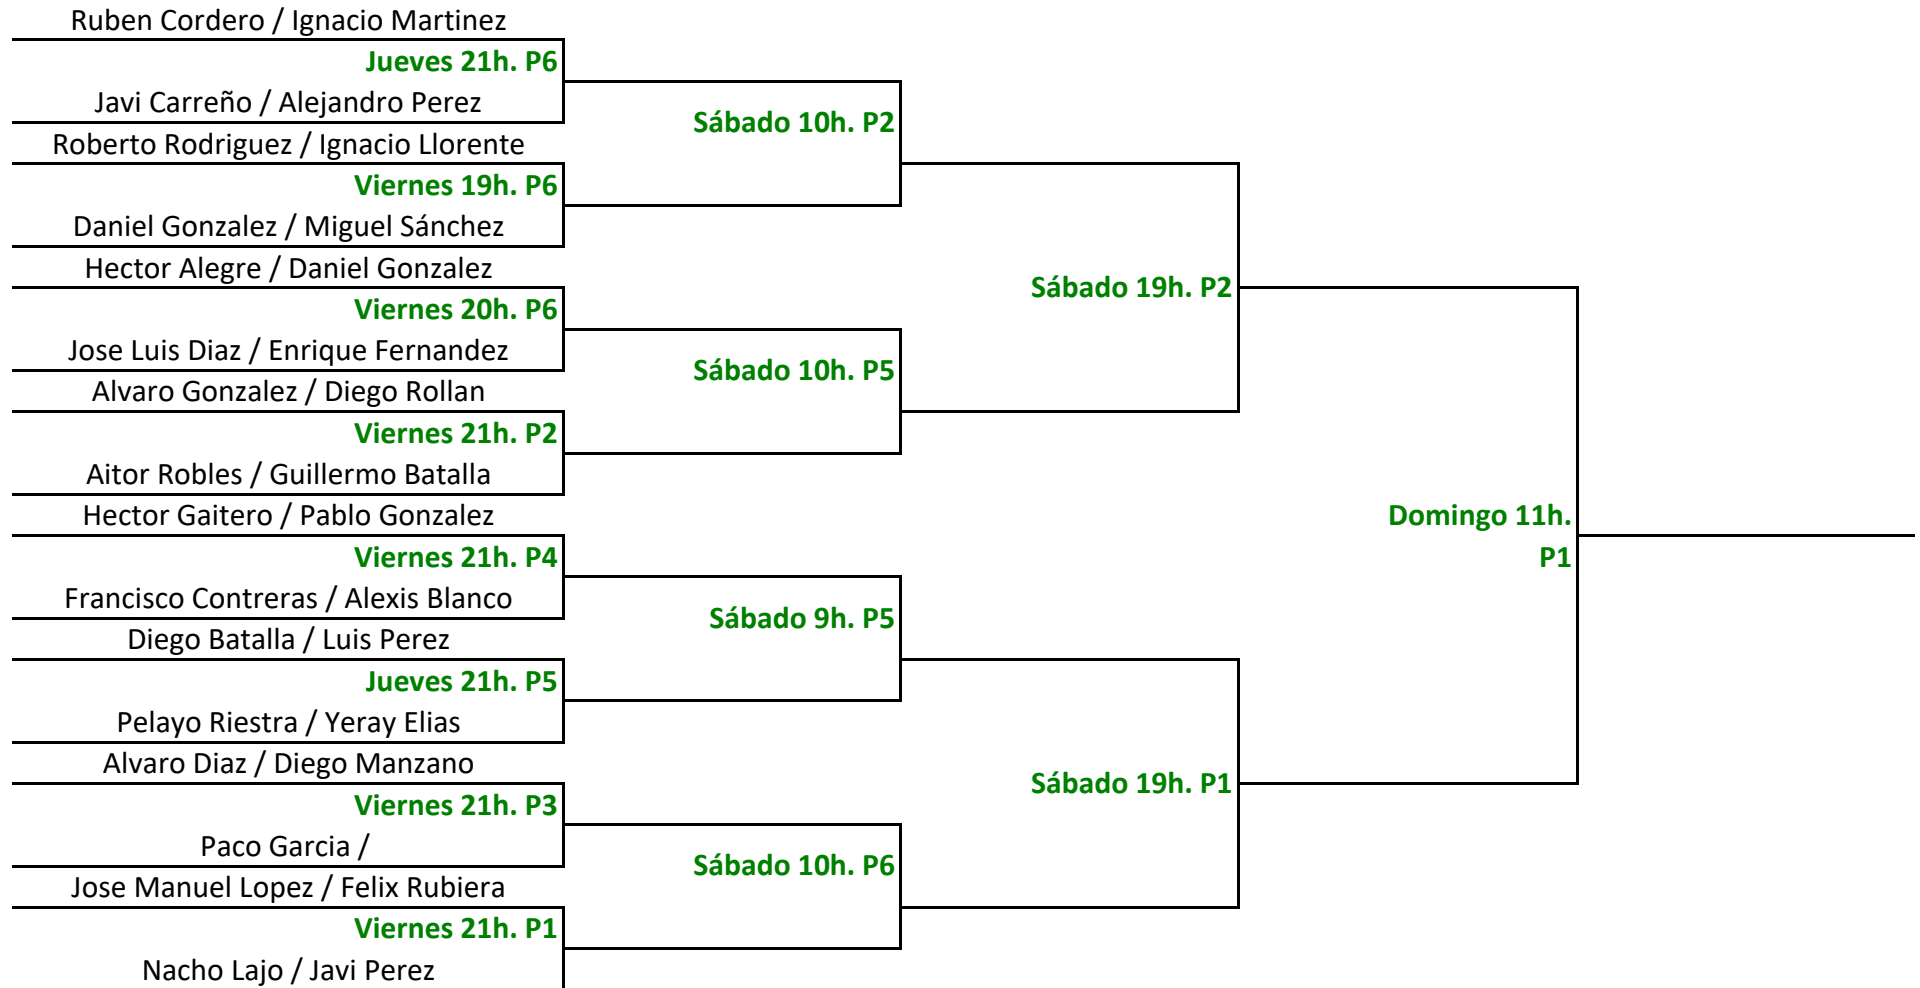 Ruben Cordero / Ignacio Martinez
Jueves 21h. P6
Javi Carreño / Alejandro Perez
Sábado 10h. P2
Roberto Rodriguez / Ignacio Llorente
Viernes 19h. P6
Daniel Gonzalez / Miguel Sánchez
Hector Alegre / Daniel Gonzalez
Sábado 19h. P2
Viernes 20h. P6
Jose Luis Diaz / Enrique Fernandez
Sábado 10h. P5
Alvaro Gonzalez / Diego Rollan
Viernes 21h. P2
Aitor Robles / Guillermo Batalla
Hector Gaitero / Pablo Gonzalez
Domingo 11h.
P1
Viernes 21h. P4
Francisco Contreras / Alexis Blanco
Sábado 9h. P5
Diego Batalla / Luis Perez
Jueves 21h. P5
Pelayo Riestra / Yeray Elias
Alvaro Diaz / Diego Manzano
Sábado 19h. P1
Viernes 21h. P3
Paco Garcia /
Sábado 10h. P6
Jose Manuel Lopez / Felix Rubiera
Viernes 21h. P1
Nacho Lajo / Javi Perez